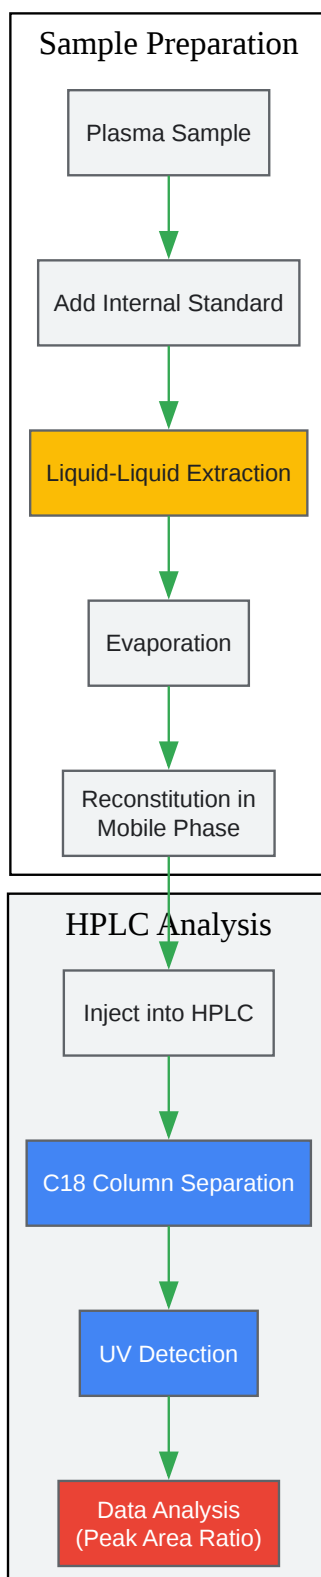 Sample Preparation
Plasma Sample
Add Internal Standard
Liquid-Liquid Extraction
Evaporation
Reconstitution in
Mobile Phase
HPLC Analysis
Inject into HPLC
C18 Column Separation
UV Detection
Data Analysis
(Peak Area Ratio)